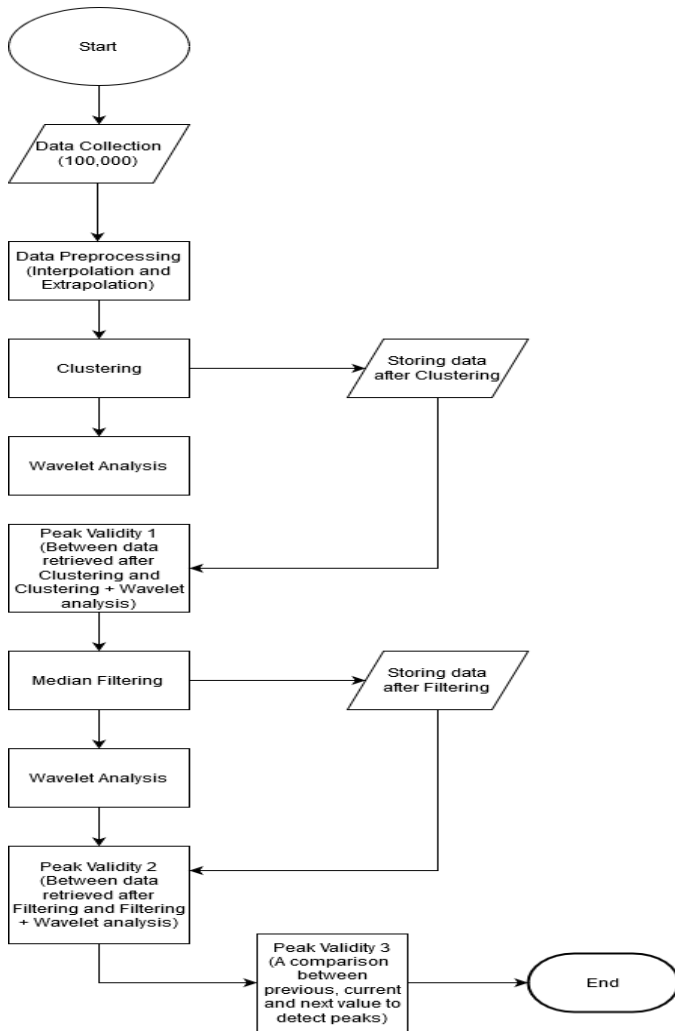 Start
Data Collection
(100,000)
Data Preprocessing
(Interpolation and
Extrapolation)
Clustering
Storing data
after Clustering
Wavelet Analysis
Peak Validity 1
(Between data
retrieved after
Clustering and
Clustering + Wavelet
analysis)
Median Filtering
Storing data
after Filtering
Wavelet Analysis
Peak Validity 2
(Between data
retrieved after
Filtering and Filtering
+ Wavelet analysis)
Peak Validity 3
(A comparison
between
previous, current
and next value to
detect peaks)
End